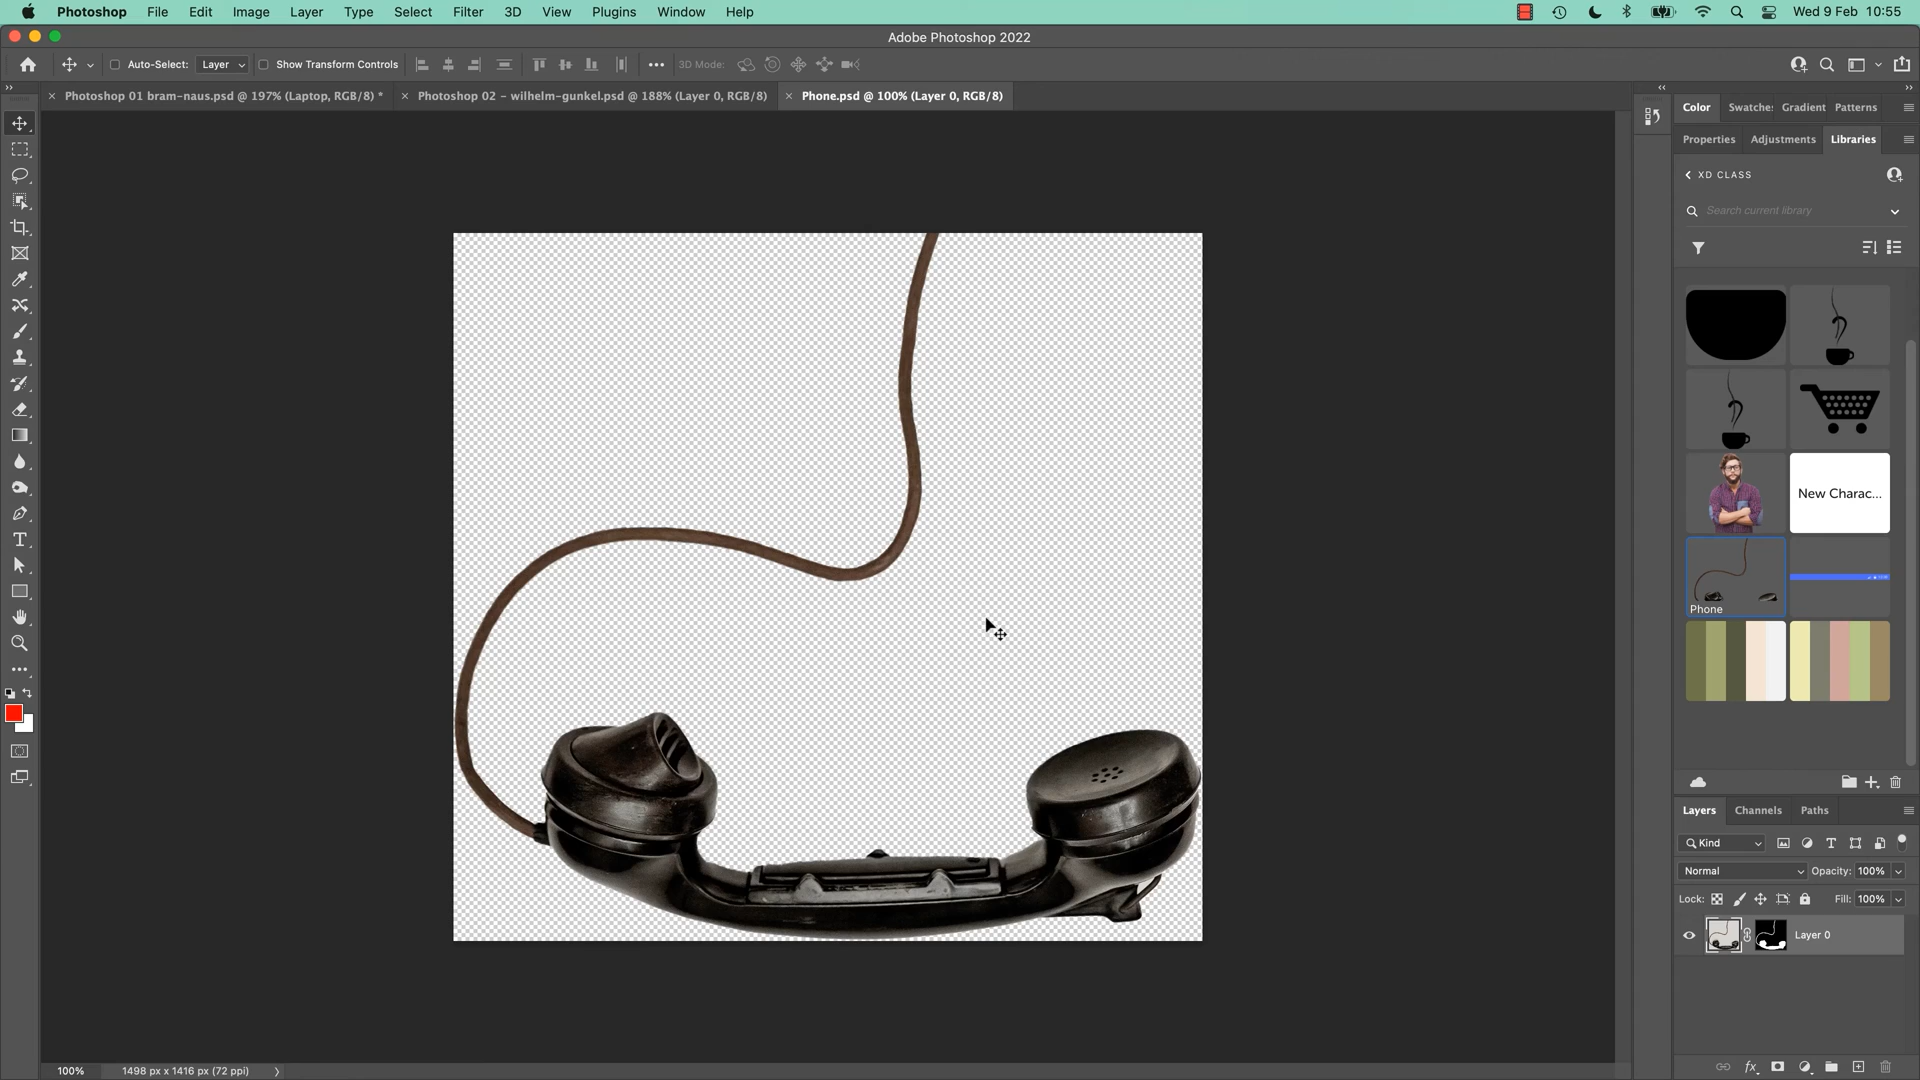 Photoshop File Edit Image Layer Type Select Filter 3D View Plugins Window Help Wed 9 Feb 10:55
Adobe Photoshop 2022
Auto-Select: Layer Show Transform Controls 3D Mode:
Photoshop 01 bram-naus.psd @ 197% (Laptop, RGB/8) * Photoshop 02 - wilhelm-gunkel.psd @ 188% (Layer 0, RGB/8) Phone.psd @ 100% (Layer 0, RGB/8)
Color Swatches Gradient Patterns
Properties Adjustments Libraries
XD CLASS
Search current library
New Charac...
Phone
Layers Channels Paths
Kind
Normal Opacity: 100%
Lock: Fill: 100%
Layer 0
100% 1498 px x 1416 px (72 ppi)